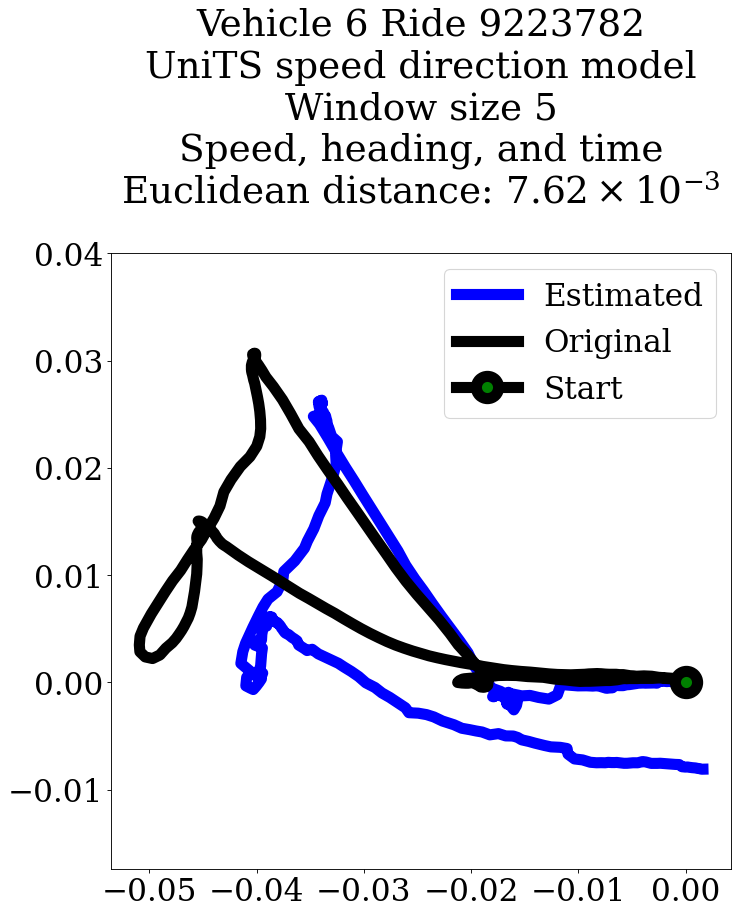 Vehicle 6 Ride 9223782
UniTS speed direction model
Window size 5
Speed, heading, and time
Euclidean distance: 7.62 × 10⁻³
0.04
0.03
0.02
0.01
0.00
−0.01
Estimated
Original
Start
−0.05 −0.04 −0.03 −0.02 −0.01 0.00